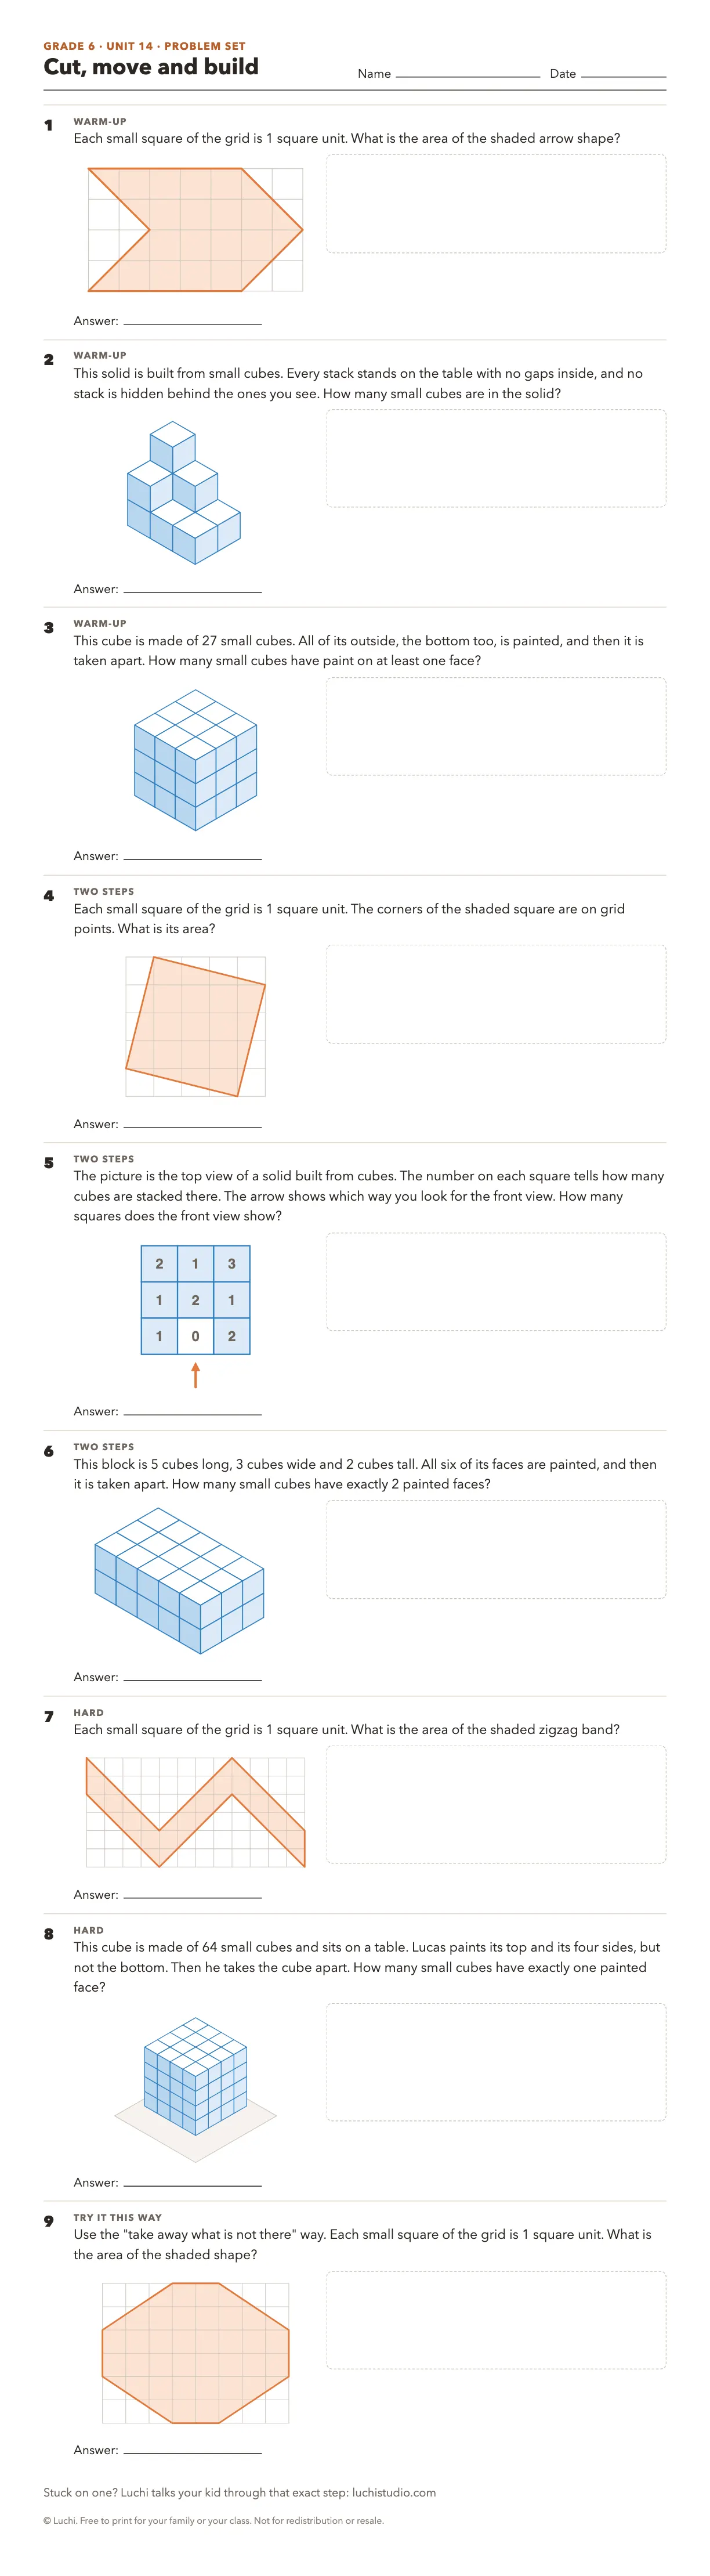 GRADE 6 · UNIT 14 · PROBLEM SET
Cut, move and build
Name
Date
1
WARM-UP
Each small square of the grid is 1 square unit. What is the area of the shaded arrow shape?
Answer:
2
WARM-UP
This solid is built from small cubes. Every stack stands on the table with no gaps inside, and no
stack is hidden behind the ones you see. How many small cubes are in the solid?
Answer:
3
WARM-UP
This cube is made of 27 small cubes. All of its outside, the bottom too, is painted, and then it is
taken apart. How many small cubes have paint on at least one face?
Answer:
4
TWO STEPS
Each small square of the grid is 1 square unit. The corners of the shaded square are on grid
points. What is its area?
Answer:
5
TWO STEPS
The picture is the top view of a solid built from cubes. The number on each square tells how many
cubes are stacked there. The arrow shows which way you look for the front view. How many
squares does the front view show?
2 1 3
1 2 1
1 0 2
Answer:
6
TWO STEPS
This block is 5 cubes long, 3 cubes wide and 2 cubes tall. All six of its faces are painted, and then
it is taken apart. How many small cubes have exactly 2 painted faces?
Answer:
7
HARD
Each small square of the grid is 1 square unit. What is the area of the shaded zigzag band?
Answer:
8
HARD
This cube is made of 64 small cubes and sits on a table. Lucas paints its top and its four sides, but
not the bottom. Then he takes the cube apart. How many small cubes have exactly one painted
face?
Answer:
9
TRY IT THIS WAY
Use the "take away what is not there" way. Each small square of the grid is 1 square unit. What is
the area of the shaded shape?
Answer:
Stuck on one? Luchi talks your kid through that exact step: luchistudio.com
© Luchi. Free to print for your family or your class. Not for redistribution or resale.